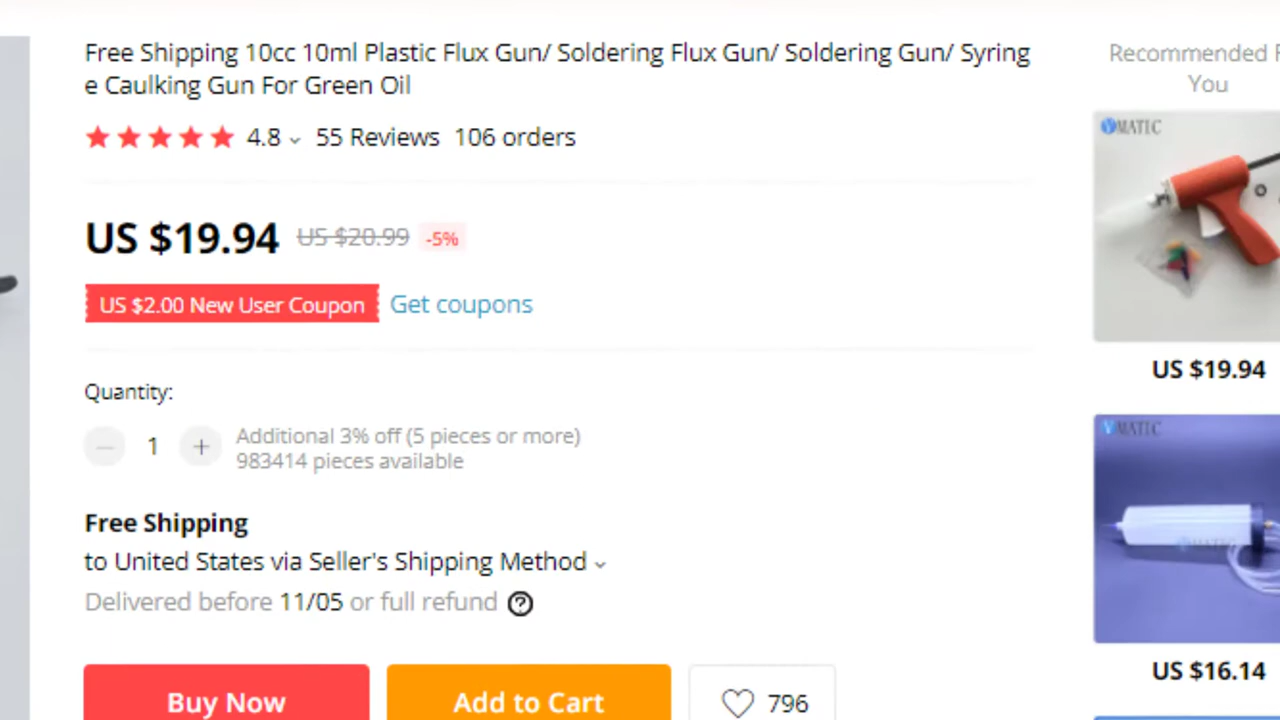 Free Shipping 10cc 10ml Plastic Flux Gun/ Soldering Flux Gun/ Soldering Gun/ Syring
e Caulking Gun For Green Oil
4.8 55 Reviews 106 orders
US $19.94 US $20.99 -5%
US $2.00 New User Coupon Get coupons
Quantity:
1
Additional 3% off (5 pieces or more)
983414 pieces available
Free Shipping
to United States via Seller's Shipping Method
Delivered before 11/05 or full refund ?
Buy Now Add to Cart 796
Recommended
You
VMATIC
US $19.94
VMATIC
VMATIC
US $16.14